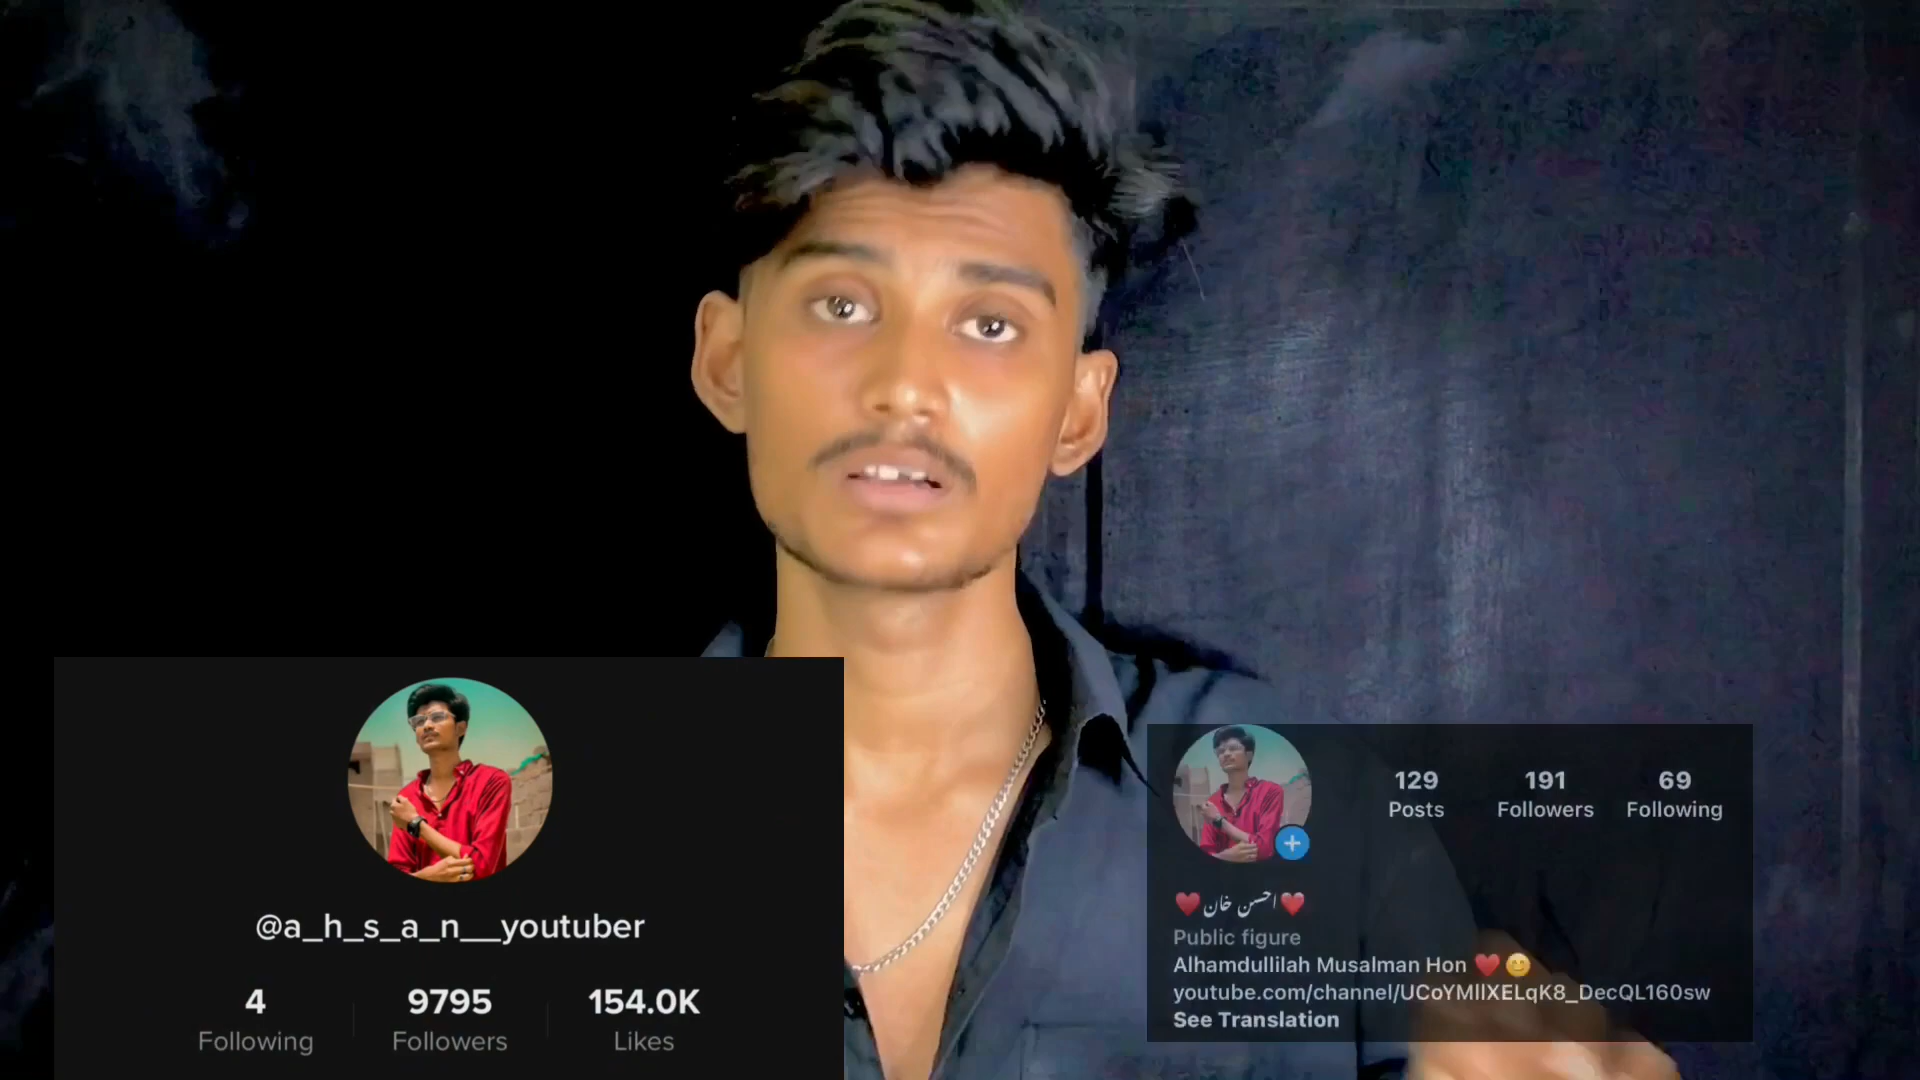 @a_h_s_a_n__youtuber
4 9795 154.0K
Following Followers Likes
129 191 69
Posts Followers Following
❤️احسن خان❤️
Public figure
Alhamdullilah Musalman Hon ❤️😊
youtube.com/channel/UCoYMIlXELqK8_DecQL160sw
See Translation